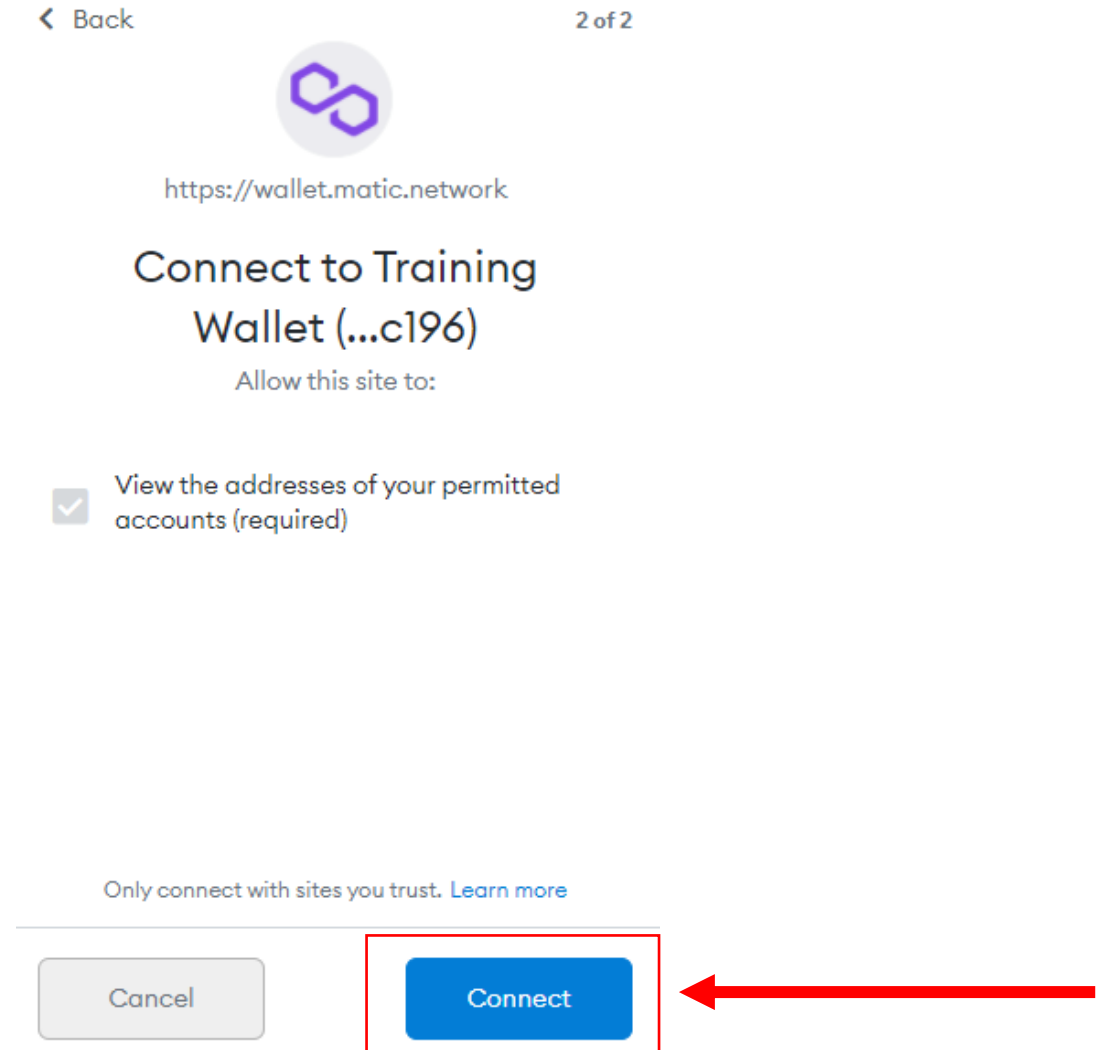 Back
2 of 2
https://wallet.matic.network
Connect to Training
Wallet (...c196)
Allow this site to:
View the addresses of your permitted
accounts (required)
Only connect with sites you trust. Learn more
Cancel
Connect